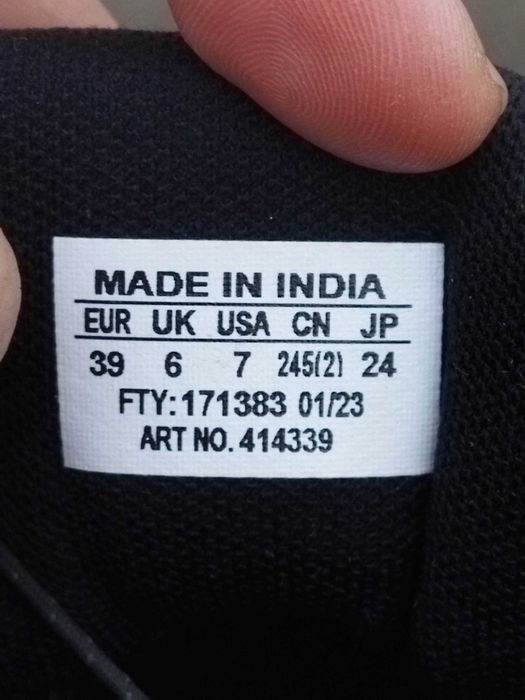 MADE IN INDIA
EUR UK USA CN JP
39 6 7 245(2) 24
FTY: 171383 01/23
ART NO. 414339